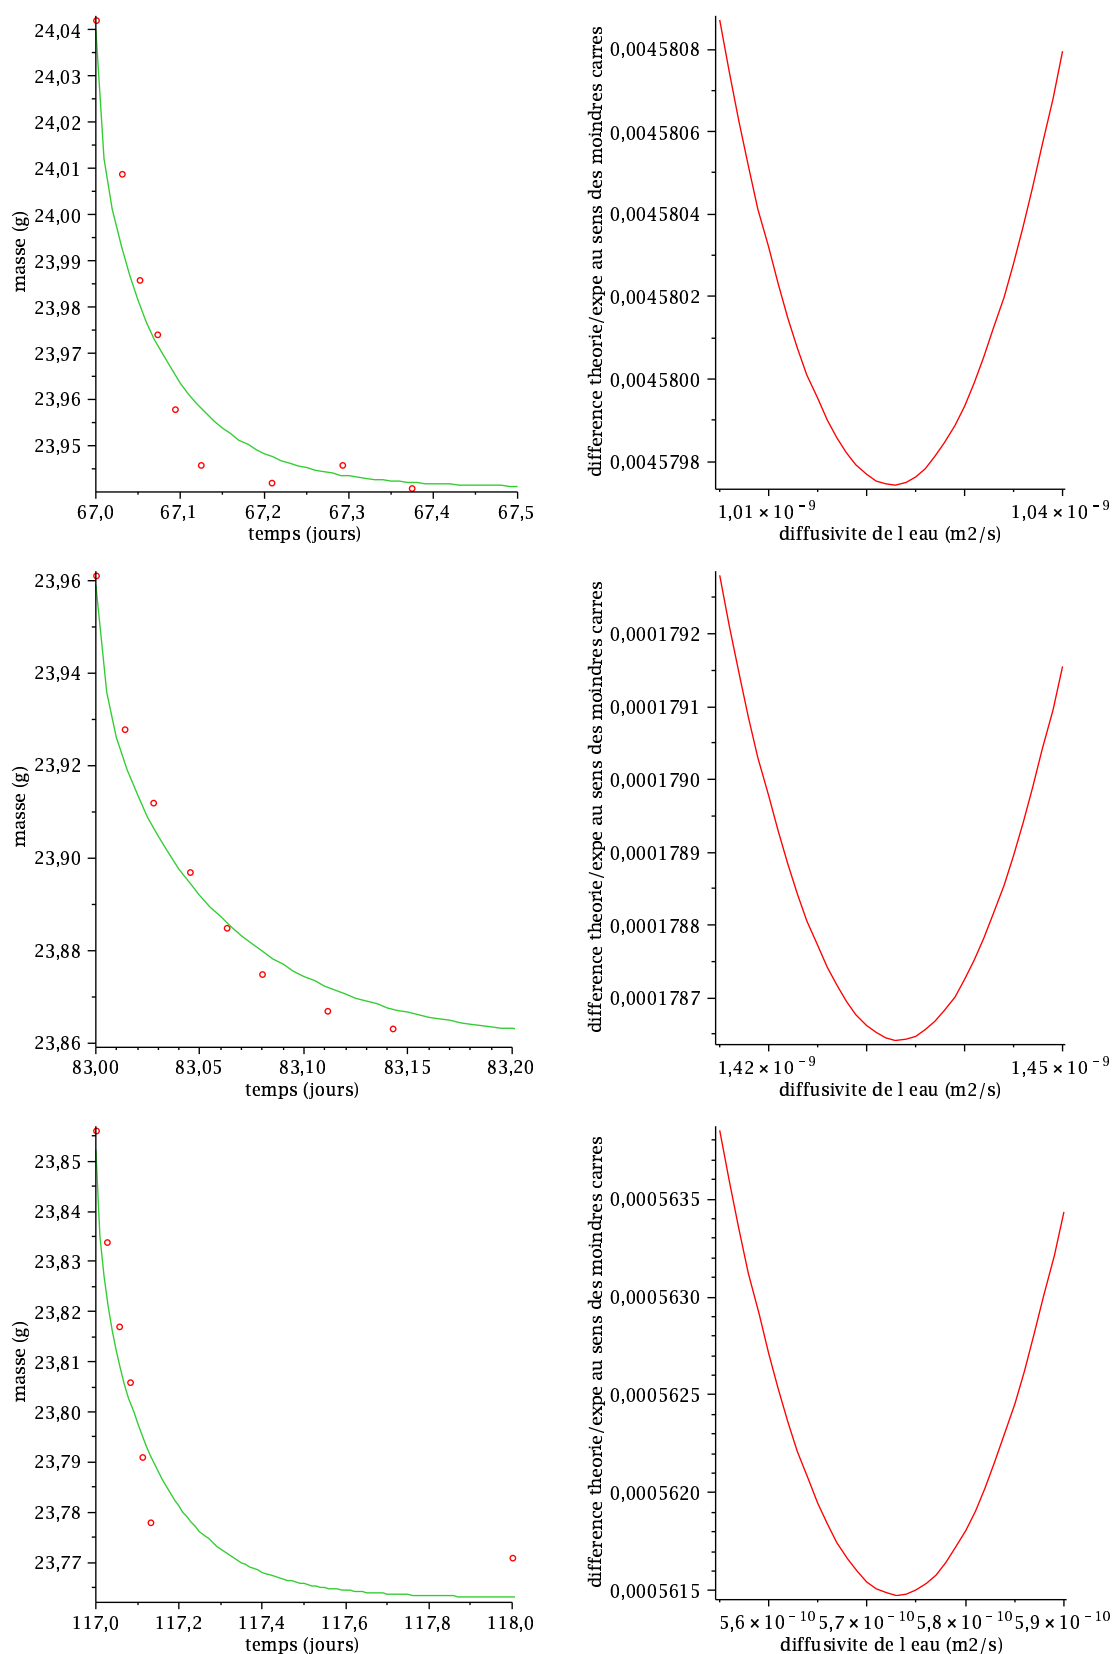 24,04
24,03
24,02
24,01
24,00
23,99
23,98
23,97
23,96
23,95
masse (g)
67,0 67,1 67,2 67,3 67,4 67,5
temps (jours)
0,0045808
0,0045806
0,0045804
0,0045802
0,0045800
0,0045798
difference theorie/expe au sens des moindres carres
1,01×10⁻⁹ 1,04×10⁻⁹
diffusivite de l eau (m2/s)
23,96
23,94
23,92
23,90
23,88
23,86
masse (g)
83,00 83,05 83,10 83,15 83,20
temps (jours)
0,0001792
0,0001791
0,0001790
0,0001789
0,0001788
0,0001787
difference theorie/expe au sens des moindres carres
1,42×10⁻⁹ 1,45×10⁻⁹
diffusivite de l eau (m2/s)
23,85
23,84
23,83
23,82
23,81
23,80
23,79
23,78
23,77
masse (g)
117,0 117,2 117,4 117,6 117,8 118,0
temps (jours)
0,0005635
0,0005630
0,0005625
0,0005620
0,0005615
difference theorie/expe au sens des moindres carres
5,6×10⁻¹⁰ 5,7×10⁻¹⁰ 5,8×10⁻¹⁰ 5,9×10⁻¹⁰
diffusivite de l eau (m2/s)